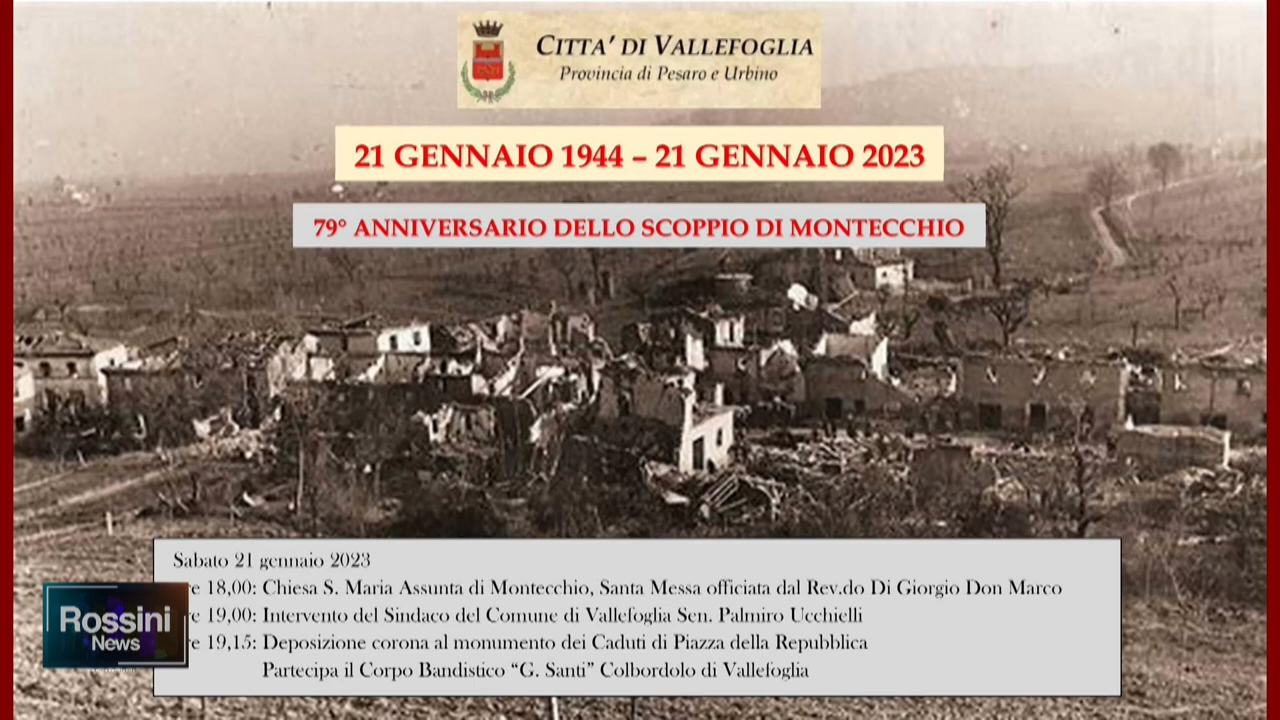 CITTA' DI VALLEFOGLIA
Provincia di Pesaro e Urbino
21 GENNAIO 1944 – 21 GENNAIO 2023
79° ANNIVERSARIO DELLO SCOPPIO DI MONTECCHIO
Sabato 21 gennaio 2023
re 18,00: Chiesa S. Maria Assunta di Montecchio, Santa Messa officiata dal Rev.do Di Giorgio Don Marco
re 19,00: Intervento del Sindaco del Comune di Vallefoglia Sen. Palmiro Ucchielli
re 19,15: Deposizione corona al monumento dei Caduti di Piazza della Repubblica
Partecipa il Corpo Bandistico “G. Santi” Colbordolo di Vallefoglia
Rossini
News